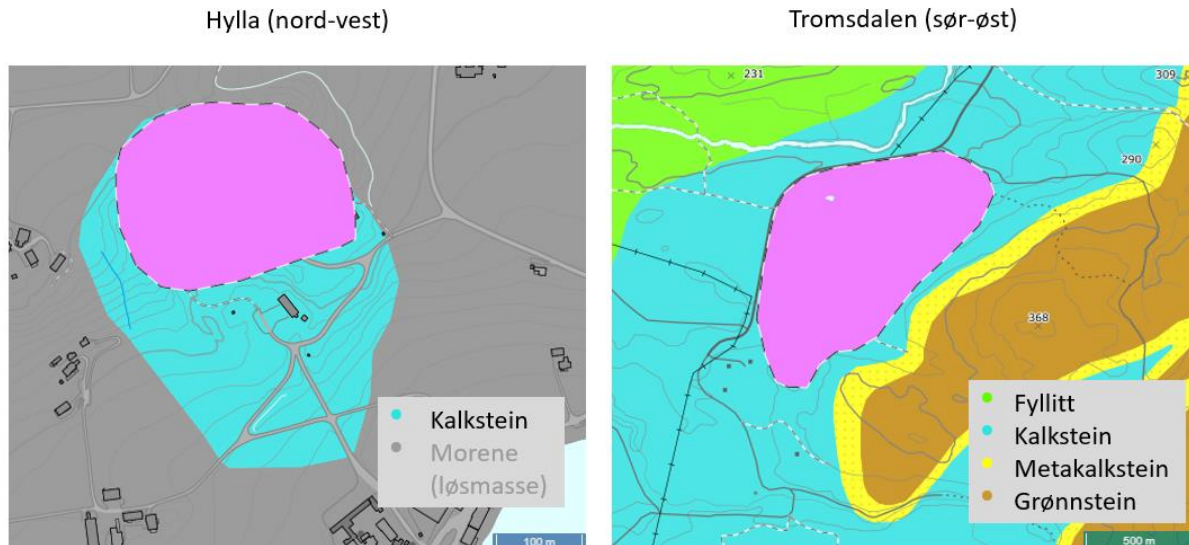 Hylla (nord-vest)
Tromsdalen (sør-øst)
231
309
290
368
Kalkstein
Morene
(løsmasse)
Fyllitt
Kalkstein
Metakalkstein
Grønnstein
100 m
500 m